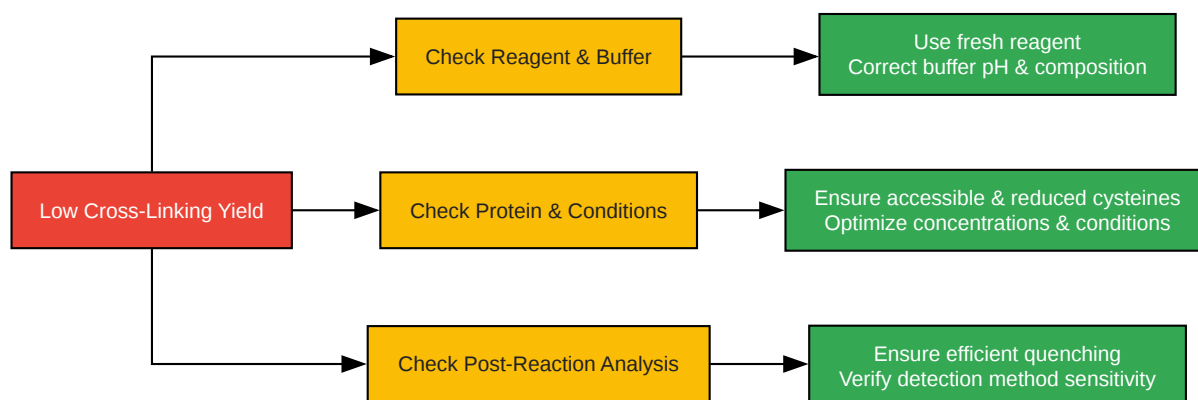 Check Reagent & Buffer
Use fresh reagent
Correct buffer pH & composition
Low Cross-Linking Yield
Check Protein & Conditions
Ensure accessible & reduced cysteines
Optimize concentrations & conditions
Check Post-Reaction Analysis
Ensure efficient quenching
Verify detection method sensitivity